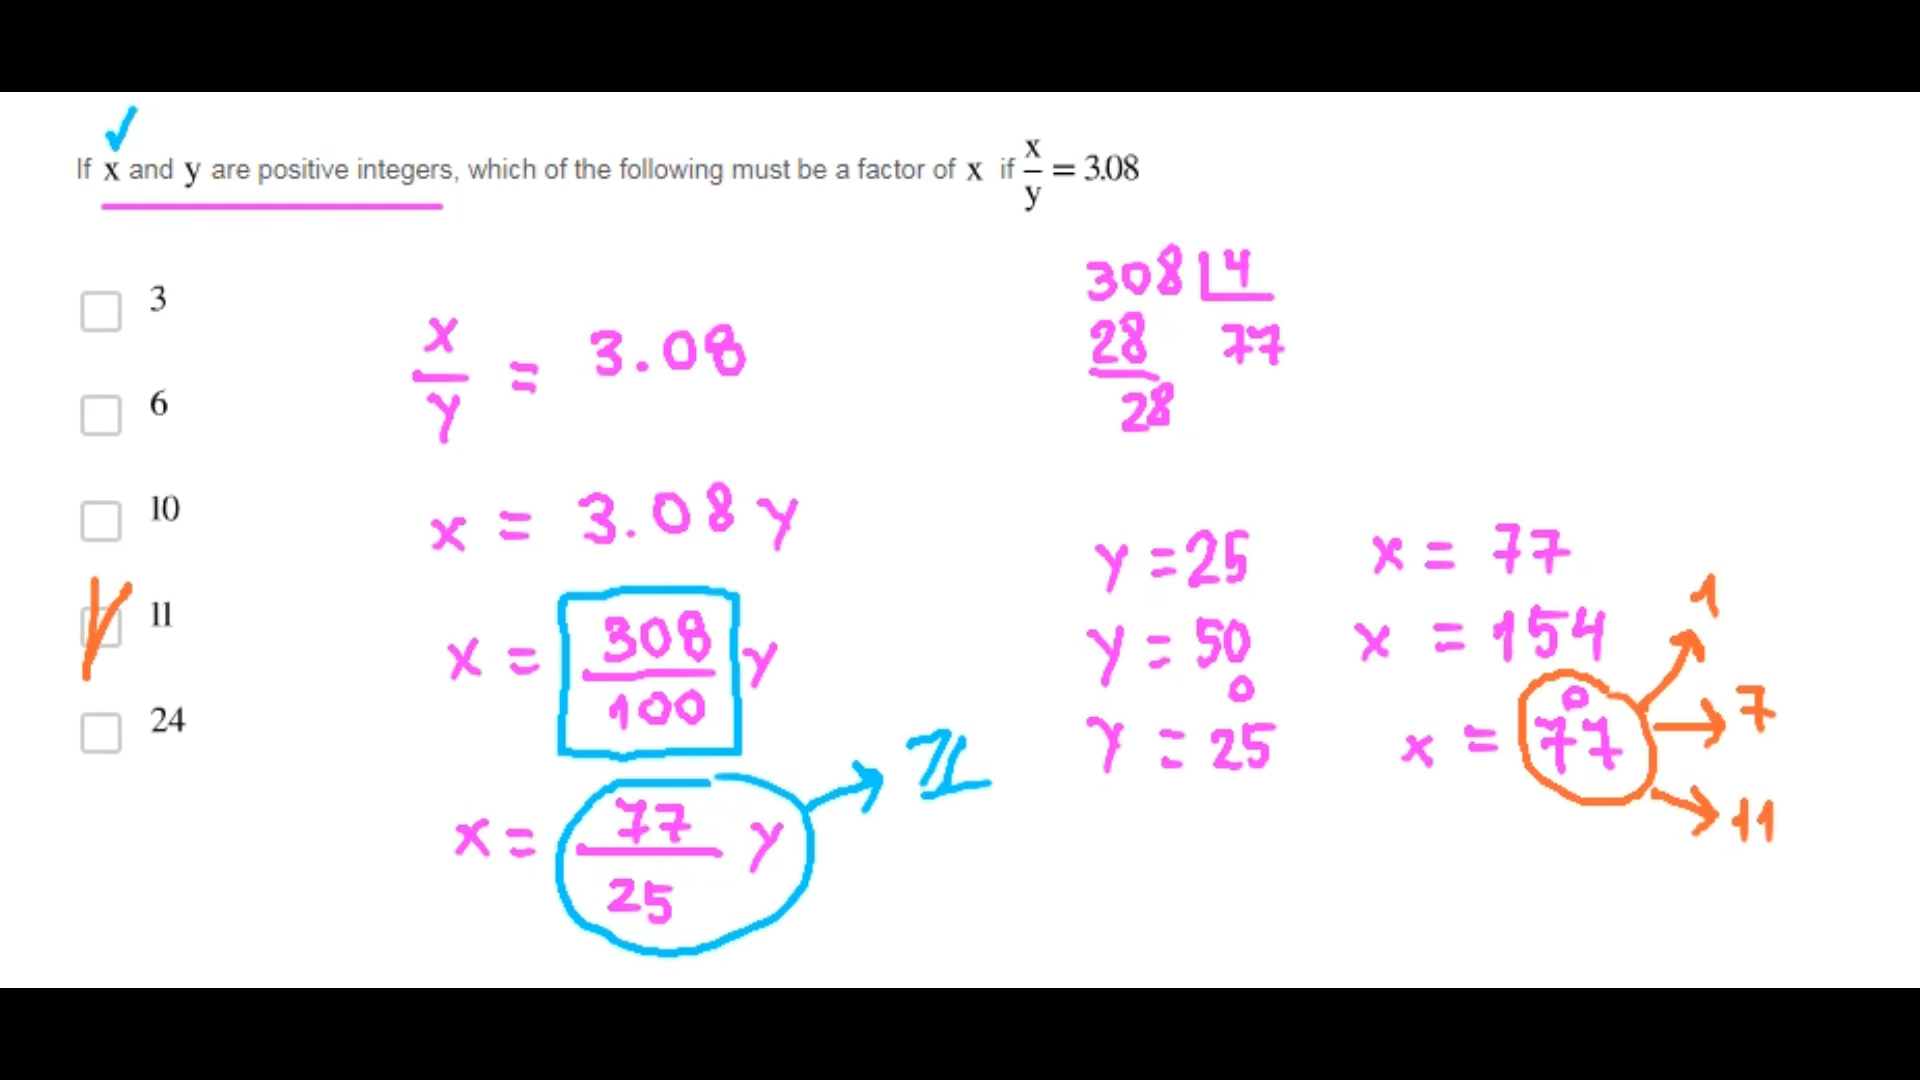 If x and y are positive integers, which of the following must be a factor of x if x/y = 3.08
3
6
10
11
24
x/y = 3.08
x = 3.08 y
x = 308/100 y
x = 77/25 y
ℤ
308 4
28 77
28
y = 25 x = 77
y = 50 x = 154
y = 25° x = 77°
1
7
11